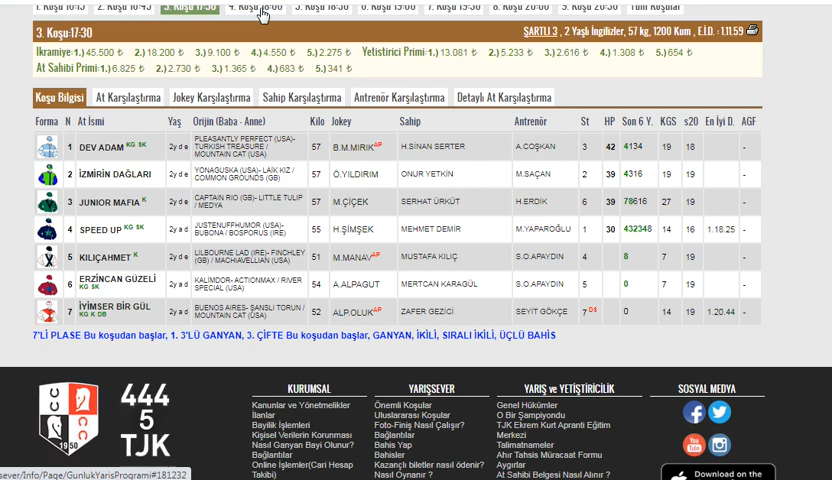 1. Koşu 16:15 2. Koşu 16:45 3. Koşu 17:30 4. Koşu 18:00 5. Koşu 18:30 6. Koşu 19:00 7. Koşu 19:30 8. Koşu 20:00 9. Koşu 20:30 Tüm Koşular
3. Koşu:17:30 ŞARTLI 3 , 2 Yaşlı İngilizler, 57 kg, 1200 Kum , E.İ.D. : 1.11.59
İkramiye: 1.) 45.500 ₺ 2.) 18.200 ₺ 3.) 9.100 ₺ 4.) 4.550 ₺ 5.) 2.275 ₺ Yetistirici Primi: 1.) 13.081 ₺ 2.) 5.233 ₺ 3.) 2.616 ₺ 4.) 1.308 ₺ 5.) 654 ₺
At Sahibi Primi: 1.) 6.825 ₺ 2.) 2.730 ₺ 3.) 1.365 ₺ 4.) 683 ₺ 5.) 341 ₺
Koşu Bilgisi At Karşılaştırma Jokey Karşılaştırma Sahip Karşılaştırma Antrenör Karşılaştırma Detaylı At Karşılaştırma
Forma N At İsmi Yaş Orijin (Baba - Anne) Kilo Jokey Sahip Antrenör St HP Son 6 Y. KGS s20 En İyi D. AGF
1 DEV ADAM KG SK 2y d e PLEASANTLY PERFECT (USA)- TURKISH TREASURE / MOUNTAIN CAT (USA) 57 B.M.MIRIK AP H.SİNAN SERTER A.COŞKAN 3 42 4134 19 18 -
2 İZMİRİN DAĞLARI 2y d e YONAGUSKA (USA)- LAİK KIZ / COMMON GROUNDS (GB) 57 Ö.YILDIRIM ONUR YETKİN M.SAÇAN 2 39 4316 19 19 -
3 JUNIOR MAFIA K 2y d e CAPTAIN RIO (GB)- LITTLE TULIP / MEDYA 57 M.ÇİÇEK SERHAT ÜRKÜT H.ERDİK 6 39 78616 27 19 -
4 SPEED UP KG SK 2y a d JUSTENUFFHUMOR (USA)- BUBONA / BOSPORUS (IRE) 55 H.ŞİMŞEK MEHMET DEMİR M.YAPAROĞLU 1 30 432348 14 16 1.18.25 -
5 KILIÇAHMET K 2y d e LILBOURNE LAD (IRE)- FINCHLEY (GB) / MACHIAVELLIAN (USA) 51 M.MANAV AP MUSTAFA KILIÇ S.O.APAYDIN 4 8 7 19 -
6 ERZİNCAN GÜZELİ KG SK 2y a d KALİMDOR- ACTIONMAX / RIVER SPECIAL (USA) 54 A.ALPAGUT MERTCAN KARAGÜL S.O.APAYDIN 5 0 7 19 -
7 İYİMSER BİR GÜL KG K DB 2y a d BUENOS AIRES- ŞANSLI TORUN / MOUNTAIN CAT (USA) 52 ALP.OLUK AP ZAFER GEZİCİ SEYİT GÖKÇE 7 DS 0 14 19 1.20.44 -
7'Lİ PLASE Bu koşudan başlar, 1. 3'LÜ GANYAN, 3. ÇİFTE Bu koşudan başlar, GANYAN, İKİLİ, SIRALI İKİLİ, ÜÇLÜ BAHİS
1950
444
5
TJK
KURUMSAL
Kanunlar ve Yönetmelikler
İlanlar
Bayilik İşlemleri
Kişisel Verilerin Korunması
Nasıl Ganyan Bayi Olunur?
Bağlantılar
Online İşlemler(Cari Hesap
Takibi)
YARIŞSEVER
Önemli Koşular
Uluslararası Koşular
Foto-Finiş Nasıl Çalışır?
Bağlantılar
Bahis Yap
Bahisler
Kazançlı biletler nasıl ödenir?
Nasıl Oynanır ?
YARIŞ ve YETİŞTİRİCİLİK
Genel Hükümler
O Bir Şampiyondu
TJK Ekrem Kurt Apranti Eğitim
Merkezi
Talimatnameler
Ahır Tahsis Müracaat Formu
Aygırlar
At Sahibi Belgesi Nasıl Alınır ?
SOSYAL MEDYA
You Tube
Download on the
sever/Info/Page/GunlukYarisProgrami#181232